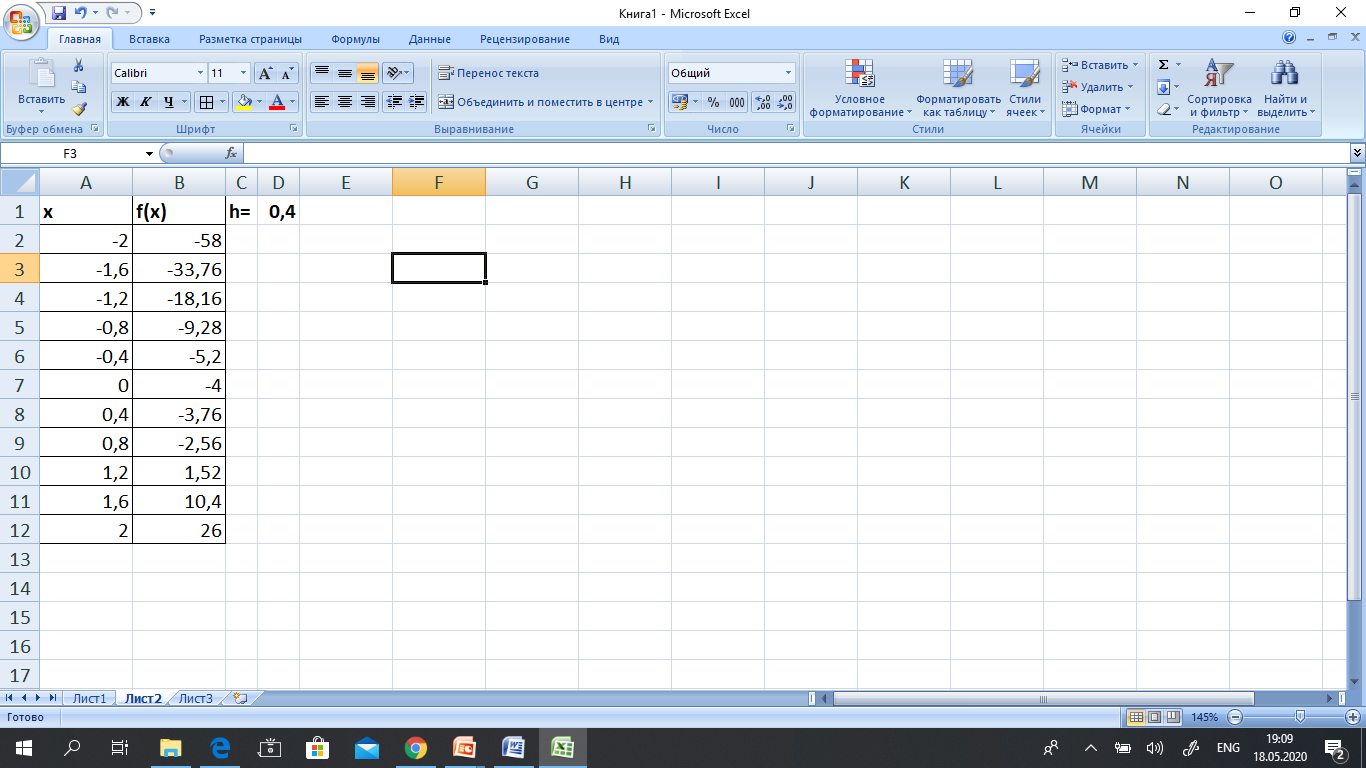 Книга1 - Microsoft Excel
Главная Вставка Разметка страницы Формулы Данные Рецензирование Вид
Вставить
Буфер обмена
Calibri 11
Ж К Ч А
Шрифт
Перенос текста
Объединить и поместить в центре
Выравнивание
Общий
% 000 ,00 ,00
Число
Условное форматирование
Форматировать как таблицу
Стили ячеек
Стили
Вставить
Удалить
Формат
Ячейки
Σ
Сортировка и фильтр
Найти и выделить
Редактирование
F3 fx
A B C D E F G H I J K L M N O
1 x f(x) h= 0,4
2 -2 -58
3 -1,6 -33,76
4 -1,2 -18,16
5 -0,8 -9,28
6 -0,4 -5,2
7 0 -4
8 0,4 -3,76
9 0,8 -2,56
10 1,2 1,52
11 1,6 10,4
12 2 26
13
14
15
16
17
Лист1 Лист2 Лист3
Готово 145%
ENG 19:09
18.05.2020 2